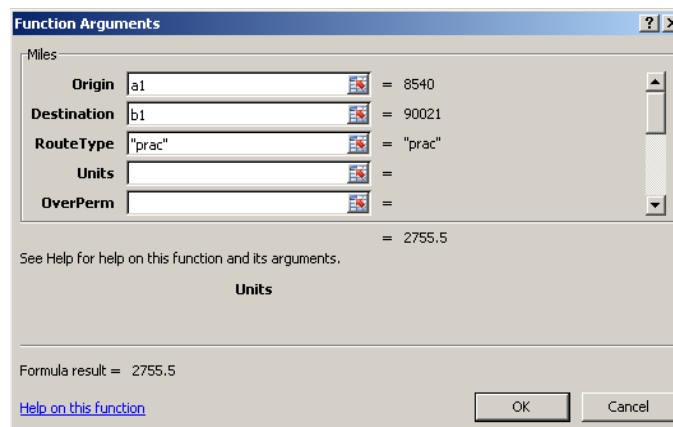 Function Arguments
Miles
Origin a1 = 8540
Destination b1 = 90021
RouteType "prac" = "prac"
Units =
OverPerm =
= 2755.5
See Help for help on this function and its arguments.
Units
Formula result = 2755.5
Help on this function OK Cancel